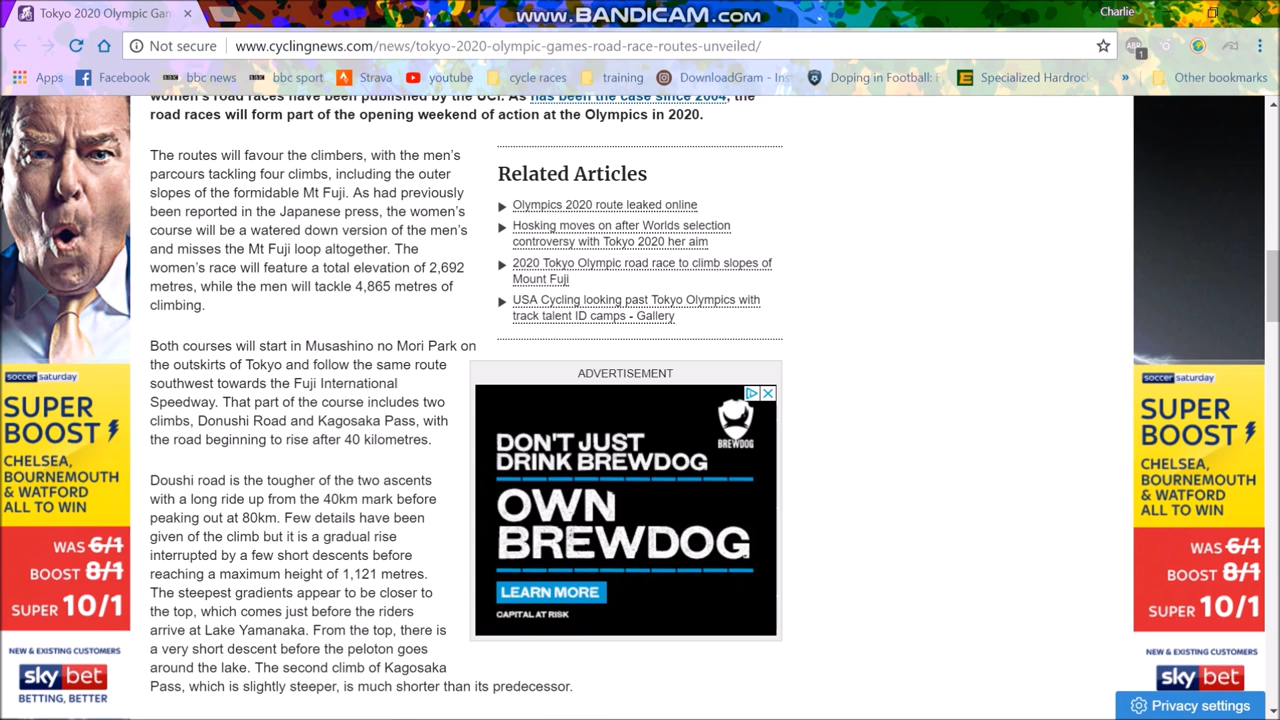 Tokyo 2020 Olympic Gam
www.BANDICAM.com
Charlie
Not secure
www.cyclingnews.com/news/tokyo-2020-olympic-games-road-race-routes-unveiled/
ABP
1
Apps
Facebook
bbc news
bbc sport
Strava
youtube
cycle races
training
DownloadGram - Ins
Doping in Football: F
Specialized Hardrock
»
Other bookmarks
women's road races have been published by the UCI. As has been the case since 2004, the
road races will form part of the opening weekend of action at the Olympics in 2020.
The routes will favour the climbers, with the men's
parcours tackling four climbs, including the outer
slopes of the formidable Mt Fuji. As had previously
been reported in the Japanese press, the women's
course will be a watered down version of the men's
and misses the Mt Fuji loop altogether. The
women's race will feature a total elevation of 2,692
metres, while the men will tackle 4,865 metres of
climbing.
Both courses will start in Musashino no Mori Park on
the outskirts of Tokyo and follow the same route
southwest towards the Fuji International
Speedway. That part of the course includes two
climbs, Donushi Road and Kagosaka Pass, with
the road beginning to rise after 40 kilometres.
Doushi road is the tougher of the two ascents
with a long ride up from the 40km mark before
peaking out at 80km. Few details have been
given of the climb but it is a gradual rise
interrupted by a few short descents before
reaching a maximum height of 1,121 metres.
The steepest gradients appear to be closer to
the top, which comes just before the riders
arrive at Lake Yamanaka. From the top, there is
a very short descent before the peloton goes
around the lake. The second climb of Kagosaka
Pass, which is slightly steeper, is much shorter than its predecessor.
Related Articles
Olympics 2020 route leaked online
Hosking moves on after Worlds selection
controversy with Tokyo 2020 her aim
2020 Tokyo Olympic road race to climb slopes of
Mount Fuji
USA Cycling looking past Tokyo Olympics with
track talent ID camps - Gallery
ADVERTISEMENT
BREWDOG
DON'T JUST
DRINK BREWDOG
OWN
BREWDOG
LEARN MORE
CAPITAL AT RISK
soccer saturday
SUPER
BOOST
CHELSEA,
BOURNEMOUTH
& WATFORD
ALL TO WIN
WAS 6/1
BOOST 8/1
SUPER 10/1
NEW & EXISTING CUSTOMERS
sky bet
BETTING, BETTER
soccer saturday
SUPER
BOOST
CHELSEA,
BOURNEMOUTH
& WATFORD
ALL TO WIN
WAS 6/1
BOOST 8/1
SUPER 10/1
NEW & EXISTING CUSTOMERS
sky bet
Privacy settings